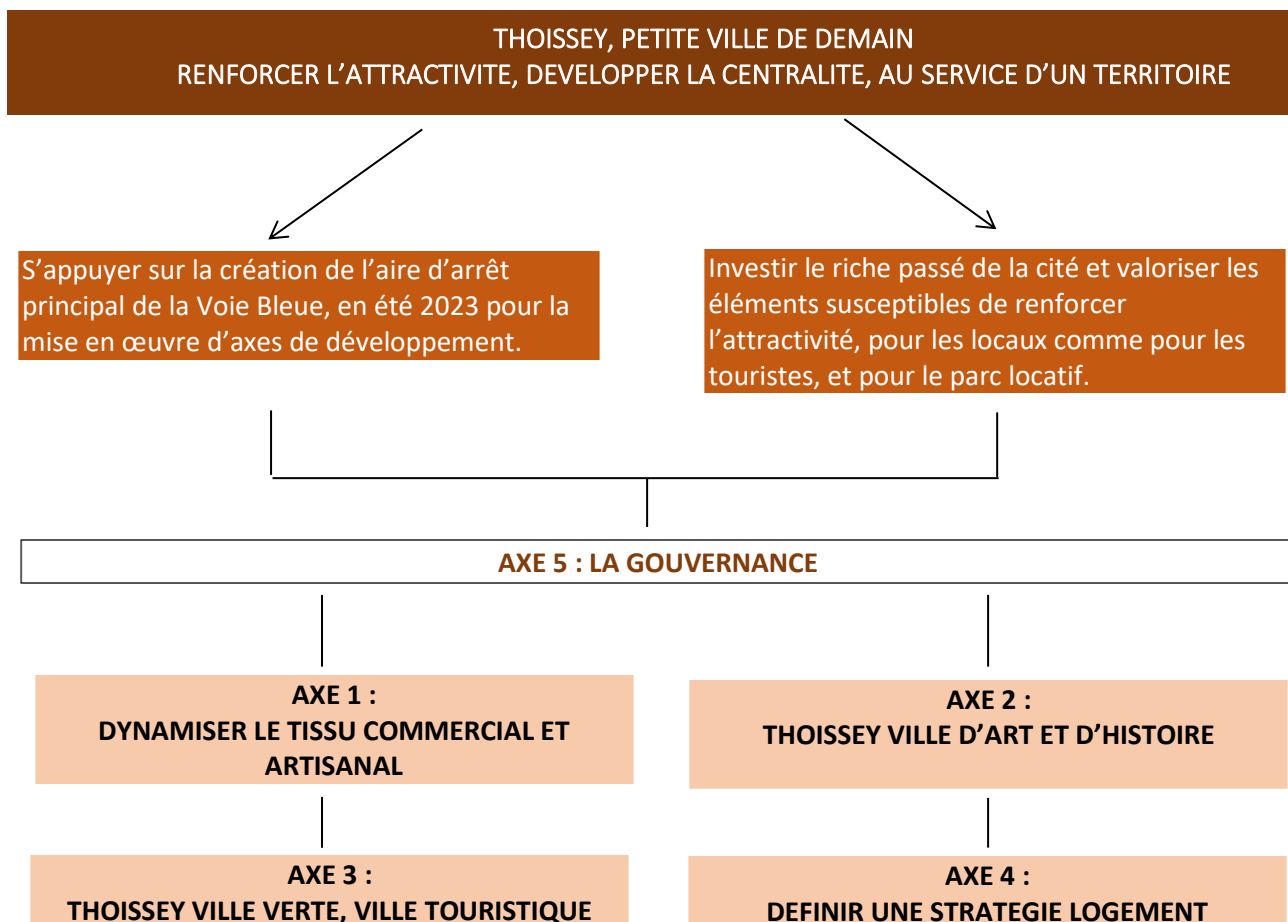 THOISSEY, PETITE VILLE DE DEMAIN
RENFORCER L'ATTRACTIVITE, DEVELOPPER LA CENTRALITE, AU SERVICE D'UN TERRITOIRE
S'appuyer sur la création de l'aire d'arrêt
principal de la Voie Bleue, en été 2023 pour la
mise en œuvre d'axes de développement.
Investir le riche passé de la cité et valoriser les
éléments susceptibles de renforcer
l'attractivité, pour les locaux comme pour les
touristes, et pour le parc locatif.
AXE 5 : LA GOUVERNANCE
AXE 1 :
DYNAMISER LE TISSU COMMERCIAL ET
ARTISANAL
AXE 2 :
THOISSEY VILLE D'ART ET D'HISTOIRE
AXE 3 :
THOISSEY VILLE VERTE, VILLE TOURISTIQUE
AXE 4 :
DEFINIR UNE STRATEGIE LOGEMENT